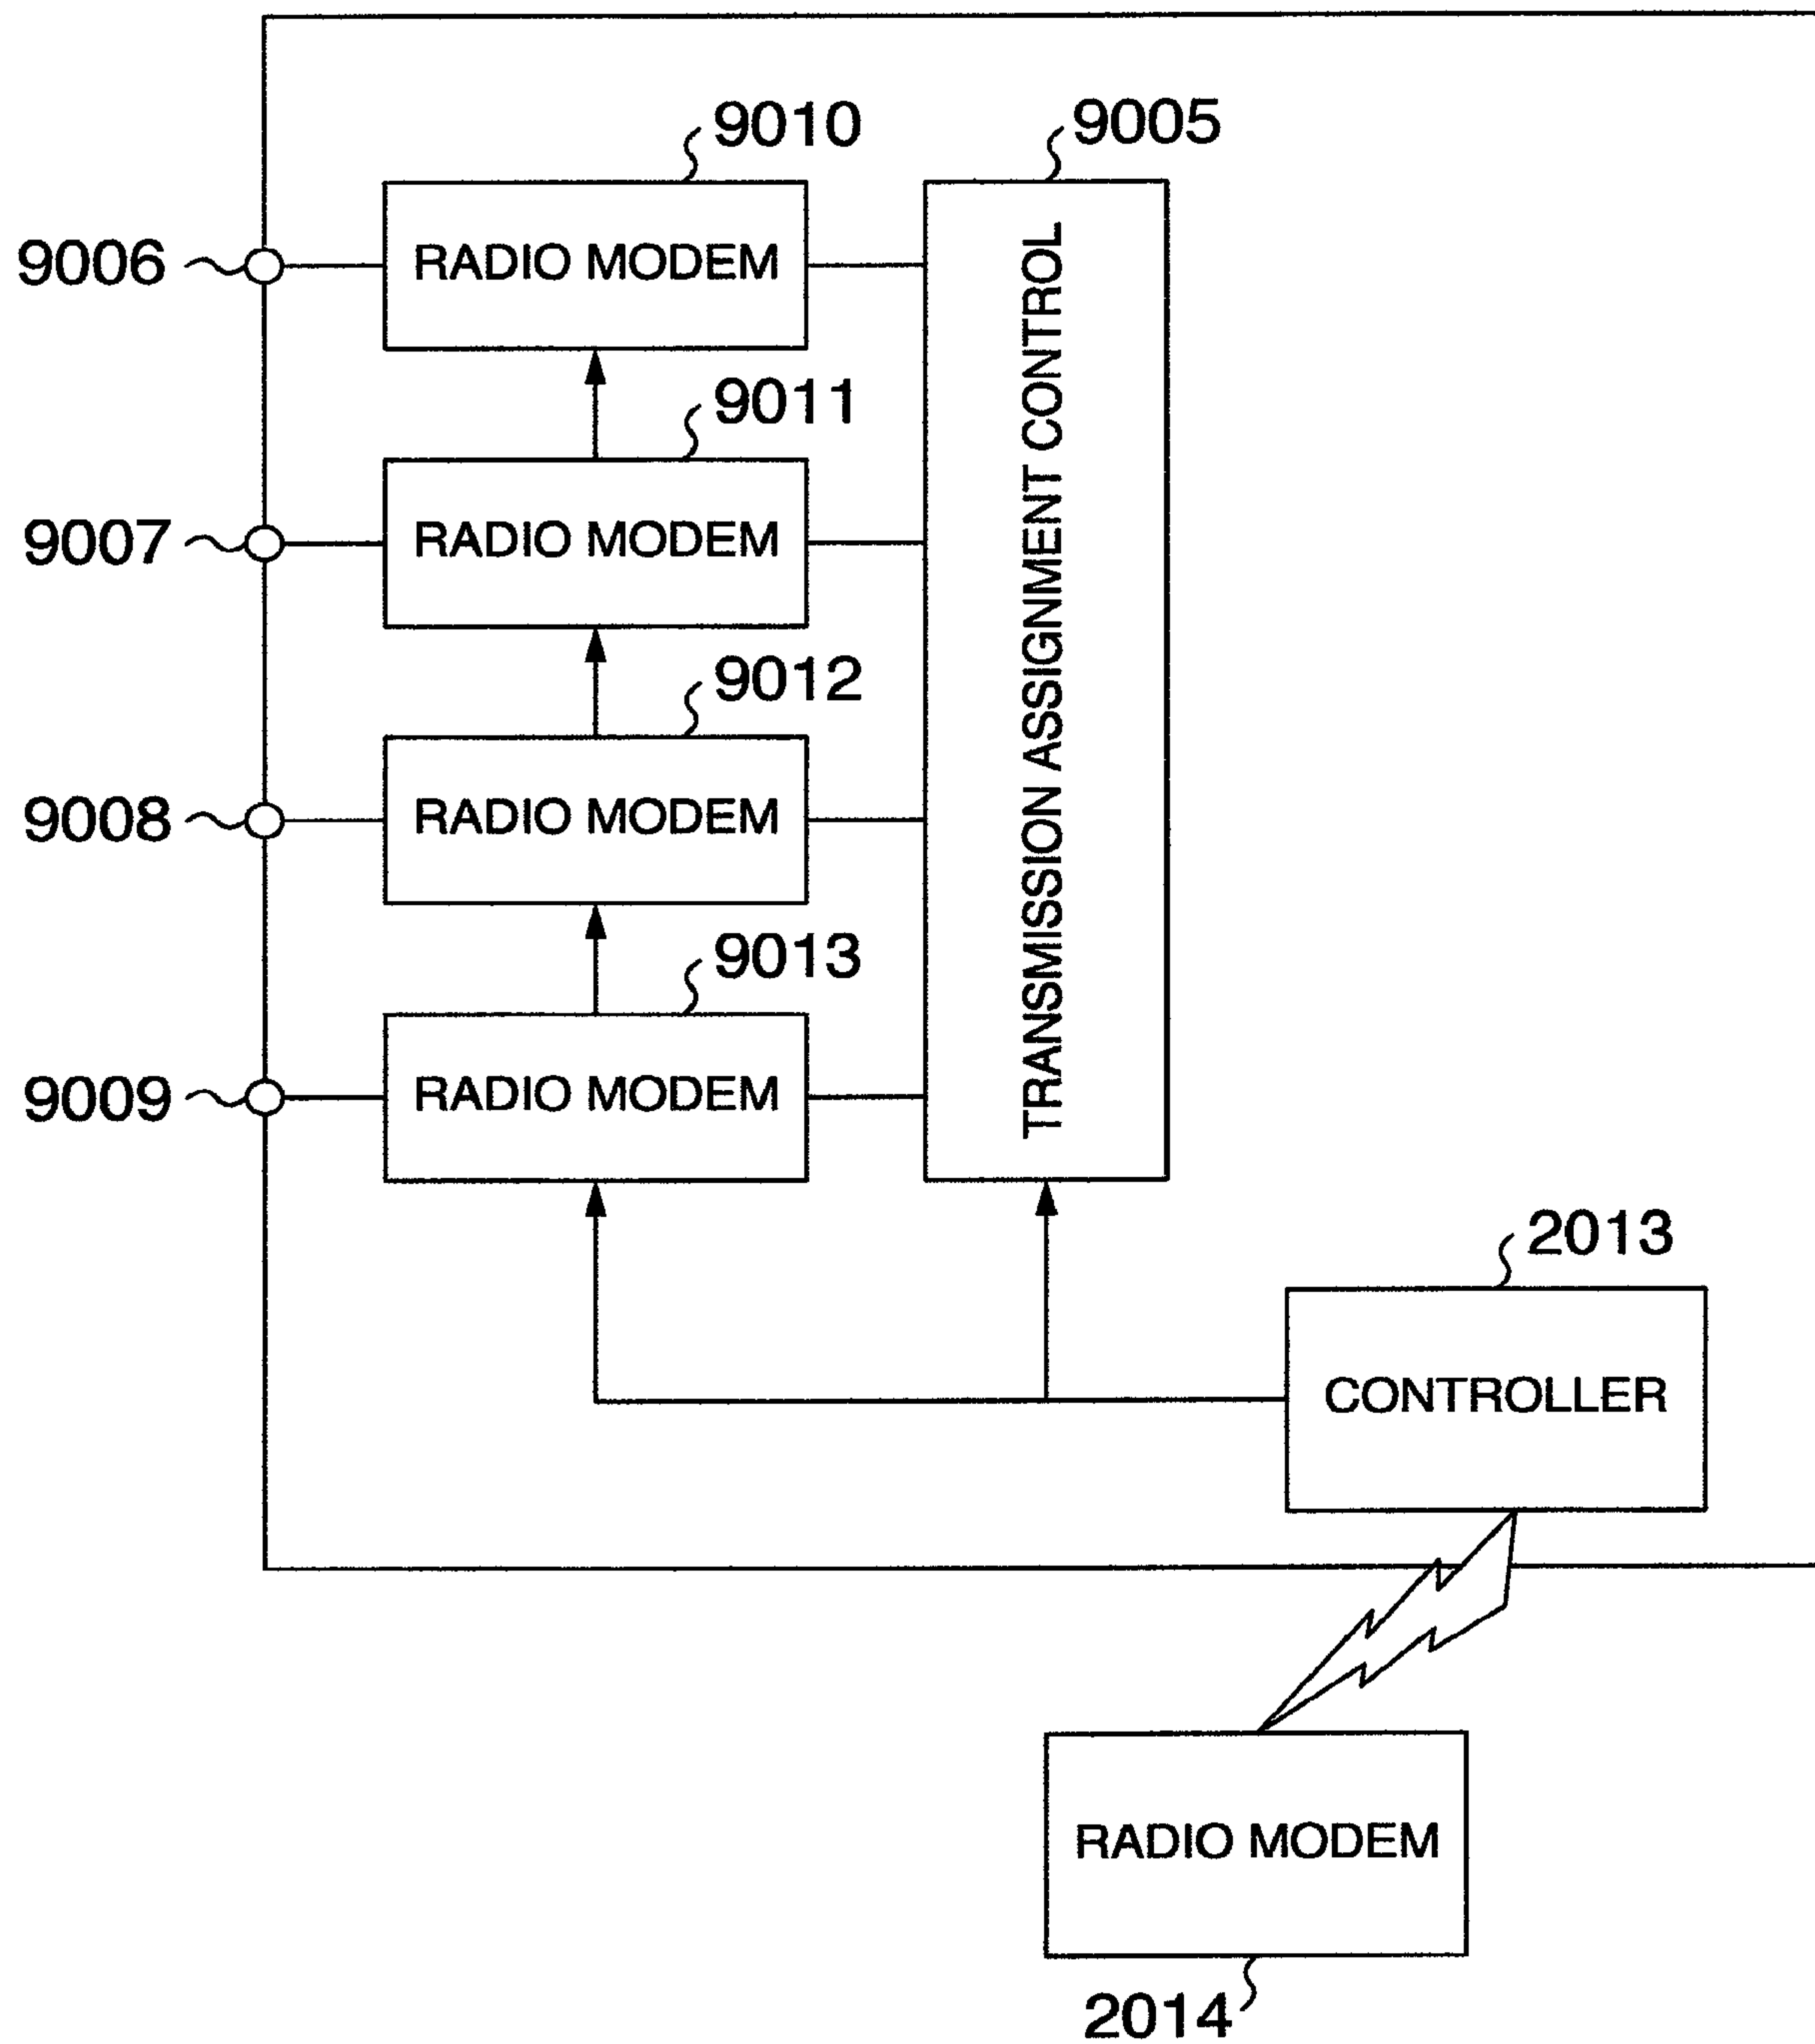 9010
9005
9006
RADIO MODEM
TRANSMISSION ASSIGNMENT CONTROL
9011
9007
RADIO MODEM
9012
9008
RADIO MODEM
9013
9009
RADIO MODEM
2013
CONTROLLER
RADIO MODEM
2014